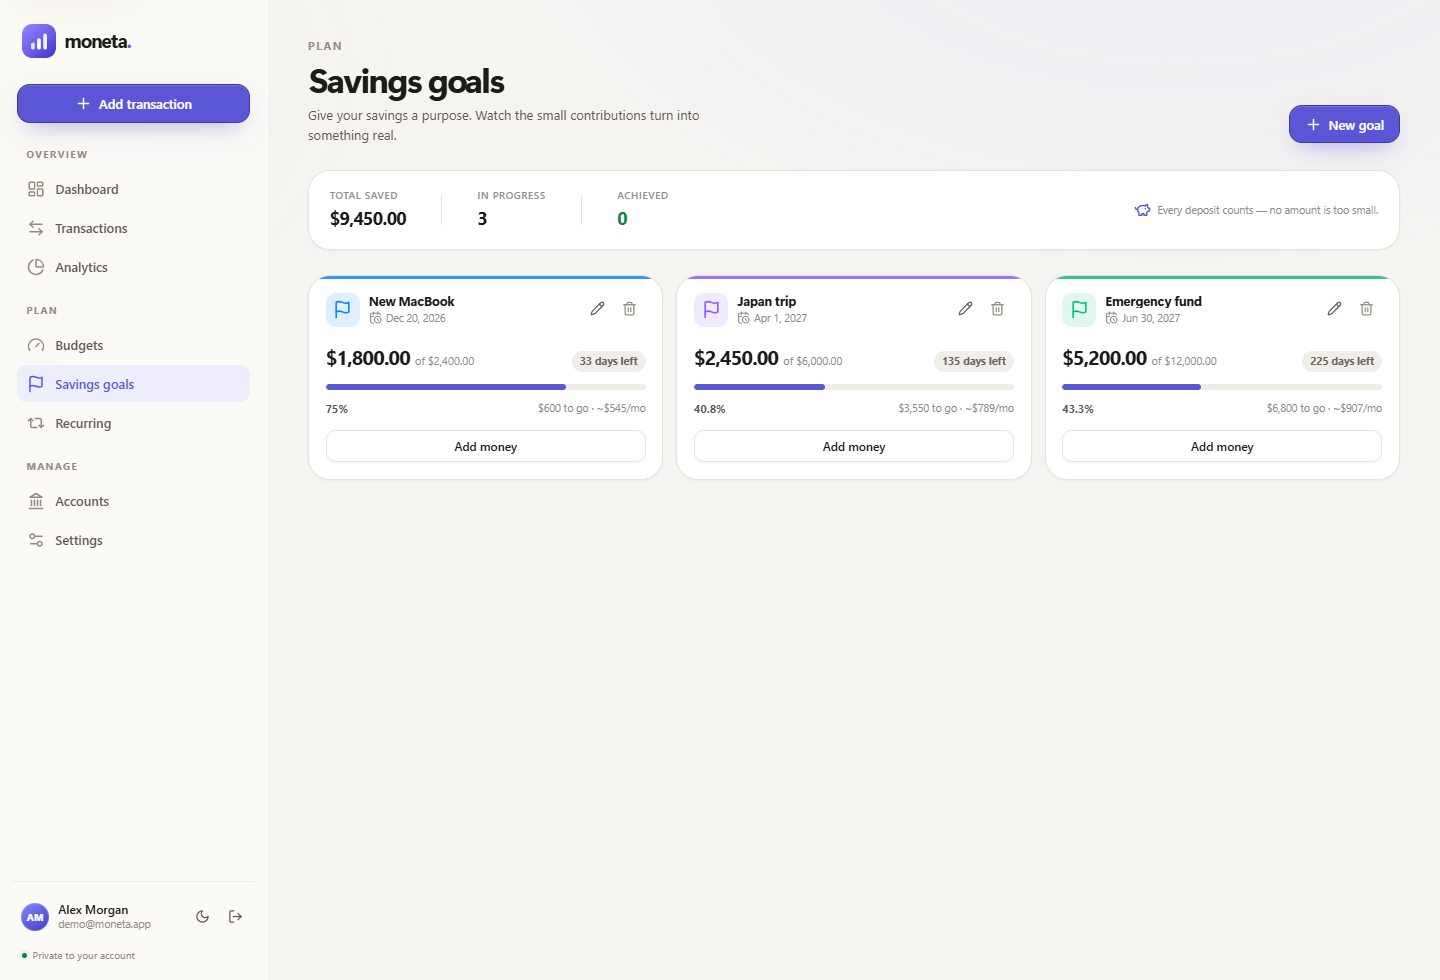 moneta.
Add transaction
OVERVIEW
Dashboard
Transactions
Analytics
PLAN
Budgets
Savings goals
Recurring
MANAGE
Accounts
Settings
AM
Alex Morgan
demo@moneta.app
Private to your account
PLAN
Savings goals
Give your savings a purpose. Watch the small contributions turn into
something real.
New goal
TOTAL SAVED
$9,450.00
IN PROGRESS
3
ACHIEVED
0
Every deposit counts — no amount is too small.
New MacBook
Dec 20, 2026
$1,800.00 of $2,400.00
33 days left
75%
$600 to go · ~$545/mo
Add money
Japan trip
Apr 1, 2027
$2,450.00 of $6,000.00
135 days left
40.8%
$3,550 to go · ~$789/mo
Add money
Emergency fund
Jun 30, 2027
$5,200.00 of $12,000.00
225 days left
43.3%
$6,800 to go · ~$907/mo
Add money